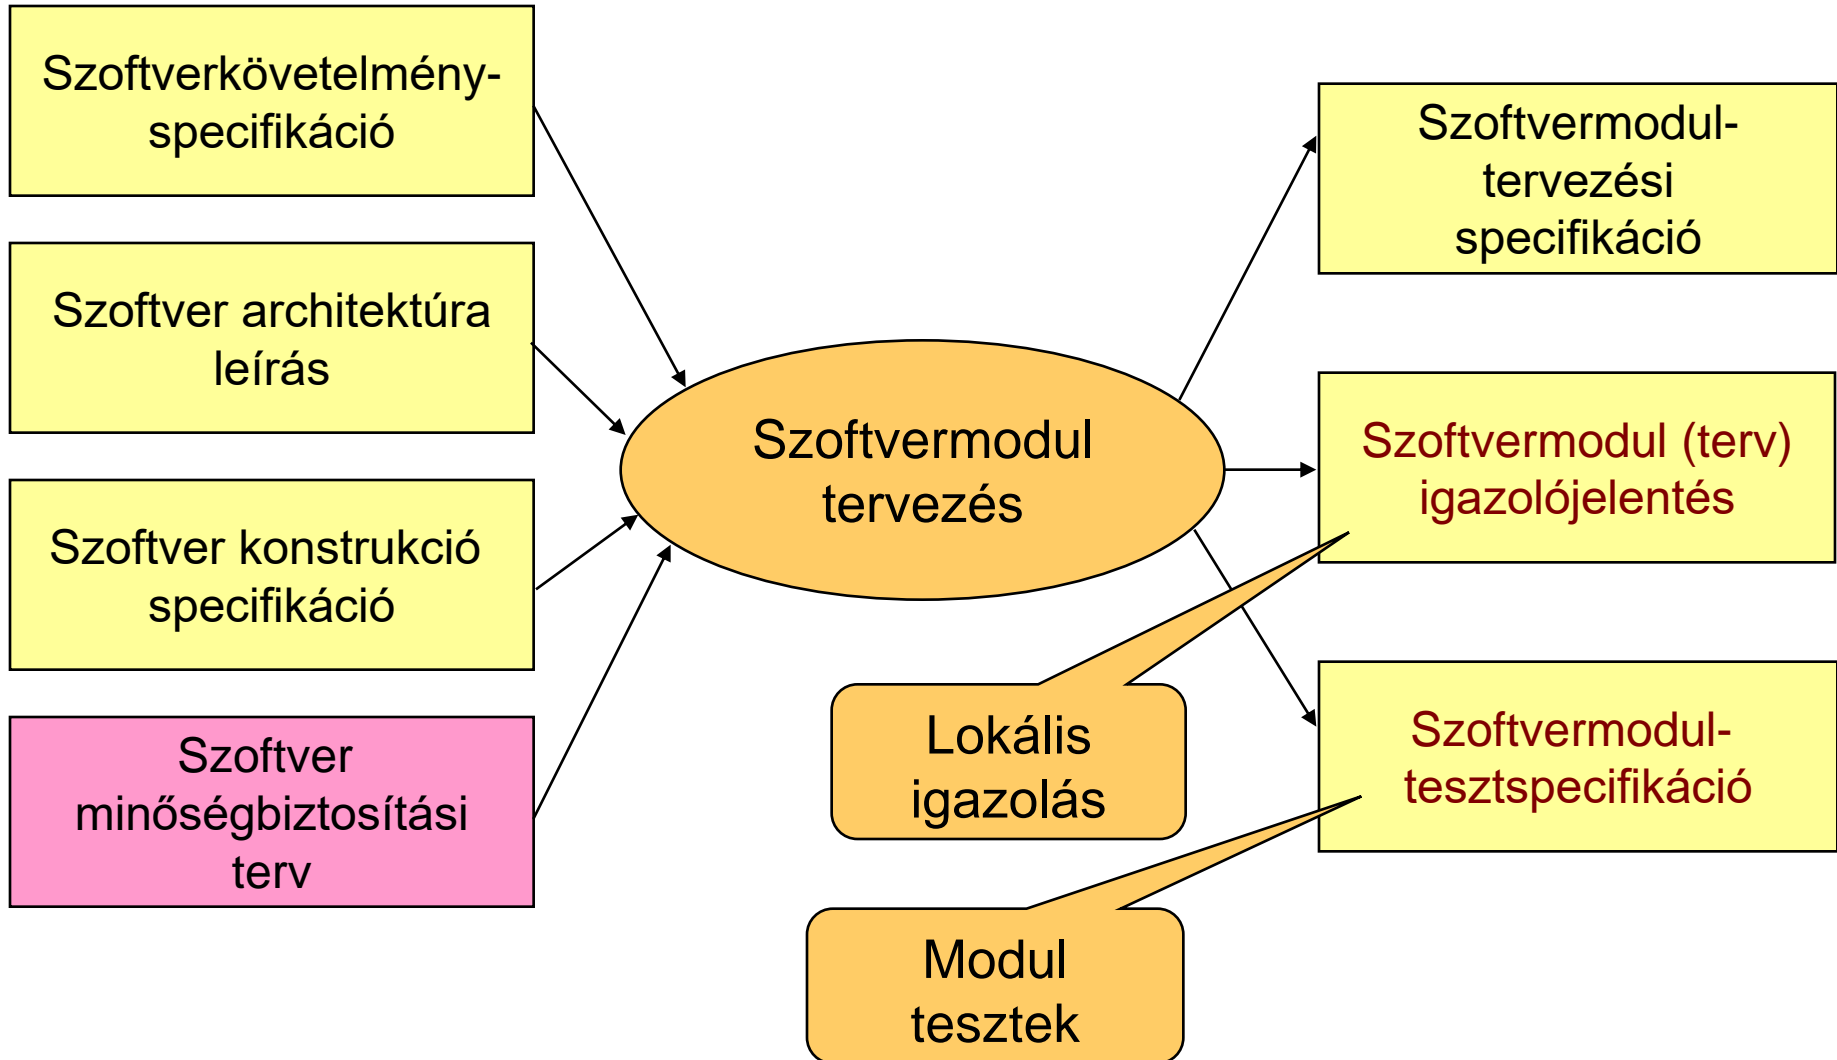 Szoftverkövetelmény-
specifikáció
Szoftver architektúra
leírás
Szoftver konstrukció
specifikáció
Szoftver
minőségbiztosítási
terv
Szoftvermodul
tervezés
Szoftvermodul-
tervezési
specifikáció
Szoftvermodul (terv)
igazolójelentés
Szoftvermodul-
tesztspecifikáció
Lokális
igazolás
Modul
tesztek